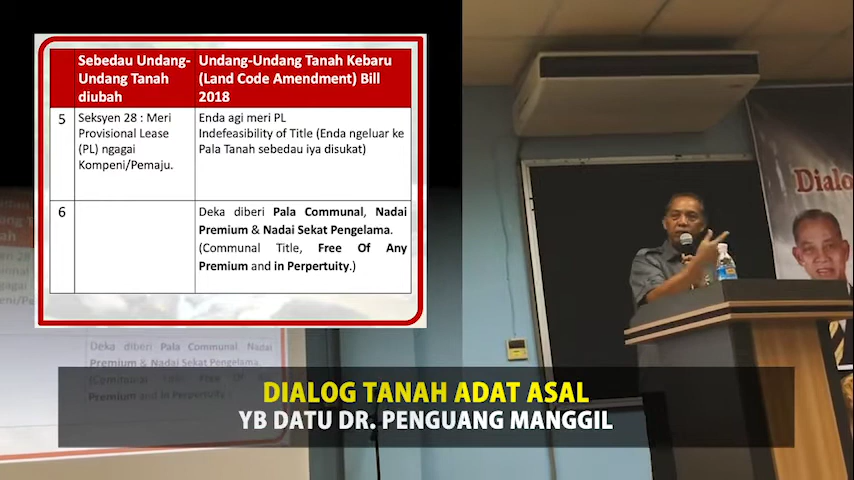 Sebedau Undang-
Undang Tanah
diubah
Undang-Undang Tanah Kebaru
(Land Code Amendment) Bill
2018
5
Seksyen 28 : Meri
Provisional Lease
(PL) ngagai
Kompeni/Pemaju.
Enda agi meri PL
Indefeasibility of Title (Enda ngeluar ke
Pala Tanah sebedau iya disukat)
6
Deka diberi Pala Communal, Nadai
Premium & Nadai Sekat Pengelama.
(Communal Title, Free Of Any
Premium and in Perpertuity.)
Deka diberi Pala Communal, Nadai
Premium & Nadai Sekat Pengelama.
Premium and in Perpertuity
DIALOG TANAH ADAT ASAL
YB DATU DR. PENGUANG MANGGIL